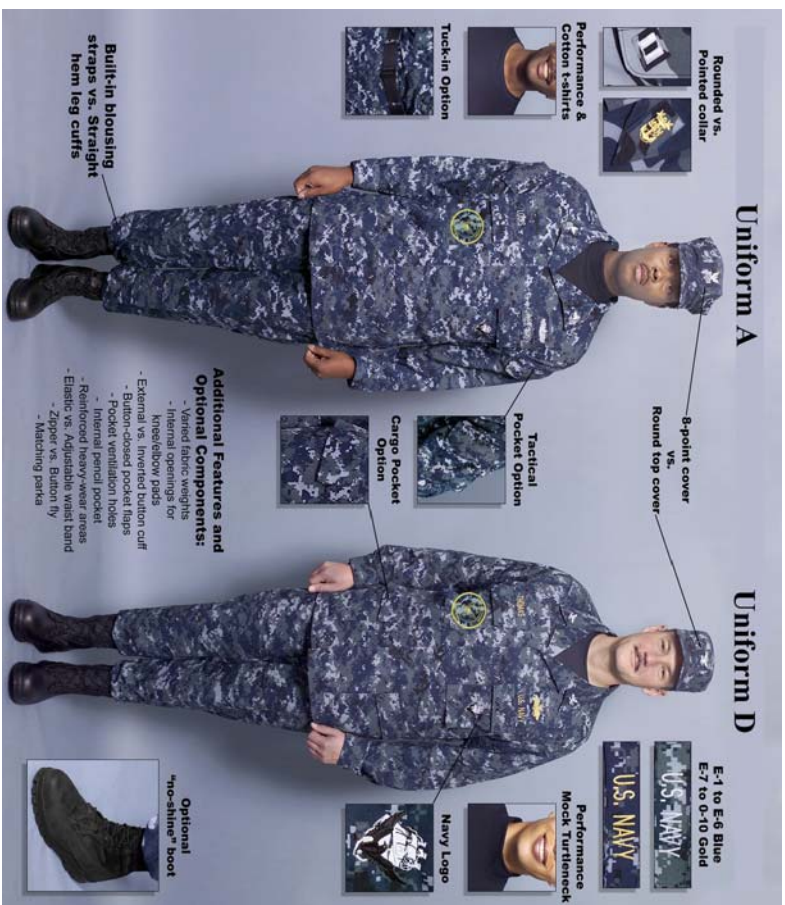 Uniform A
Uniform D
Rounded vs.
Pointed collar
8-point cover
vs.
Round top cover
E-1 to E-6 Blue
E-7 to 0-10 Gold
U.S. NAVY
U.S. NAVY
Performance &
Cotton t-shirts
Tactical
Pocket Option
Performance
Mock Turtleneck
Tuck-in Option
Cargo Pocket
Option
Navy Logo
U.S. NAVY
Additional Features and
Optional Components:
- Varied fabric weights
- Internal openings for
knee/elbow pads
- External vs. Inverted button cuff
- Button-closed pocket flaps
- Pocket ventilation holes
- Internal pencil pocket
- Reinforced heavy-wear areas
- Elastic vs. Adjustable waist band
- Zipper vs. Button fly
- Matching parka
Built-in blousing
straps vs. Straight
hem leg cuffs
Optional
"no-shine" boot